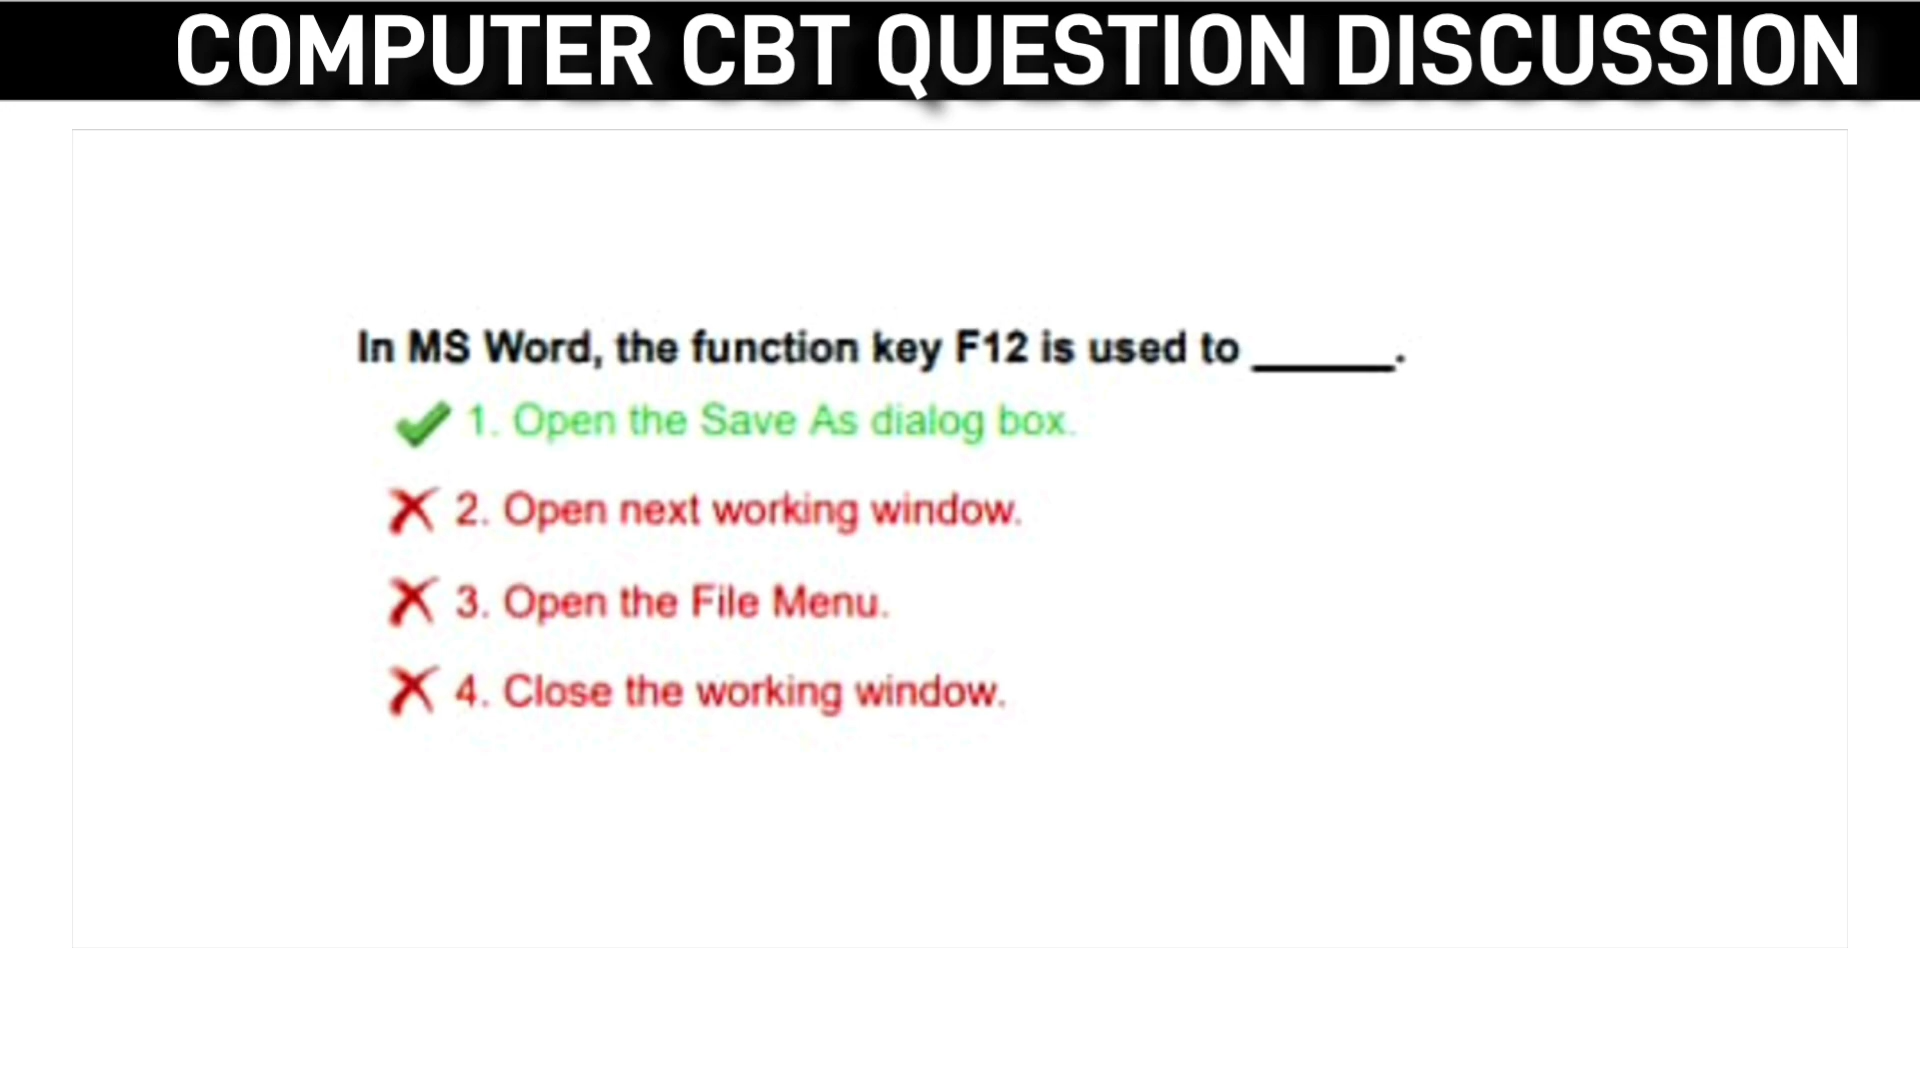 COMPUTER CBT QUESTION DISCUSSION
In MS Word, the function key F12 is used to ______.
1. Open the Save As dialog box.
2. Open next working window.
3. Open the File Menu.
4. Close the working window.